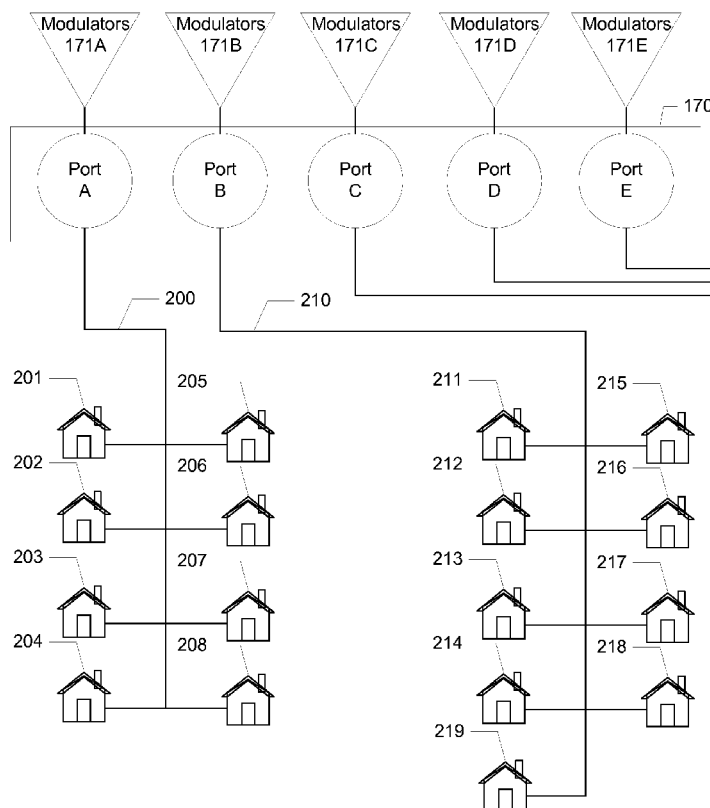 Modulators
171A
Modulators
171B
Modulators
171C
Modulators
171D
Modulators
171E
170
Port
A
Port
B
Port
C
Port
D
Port
E
200
210
201
205
211
215
202
206
212
216
203
207
213
217
204
208
214
218
219